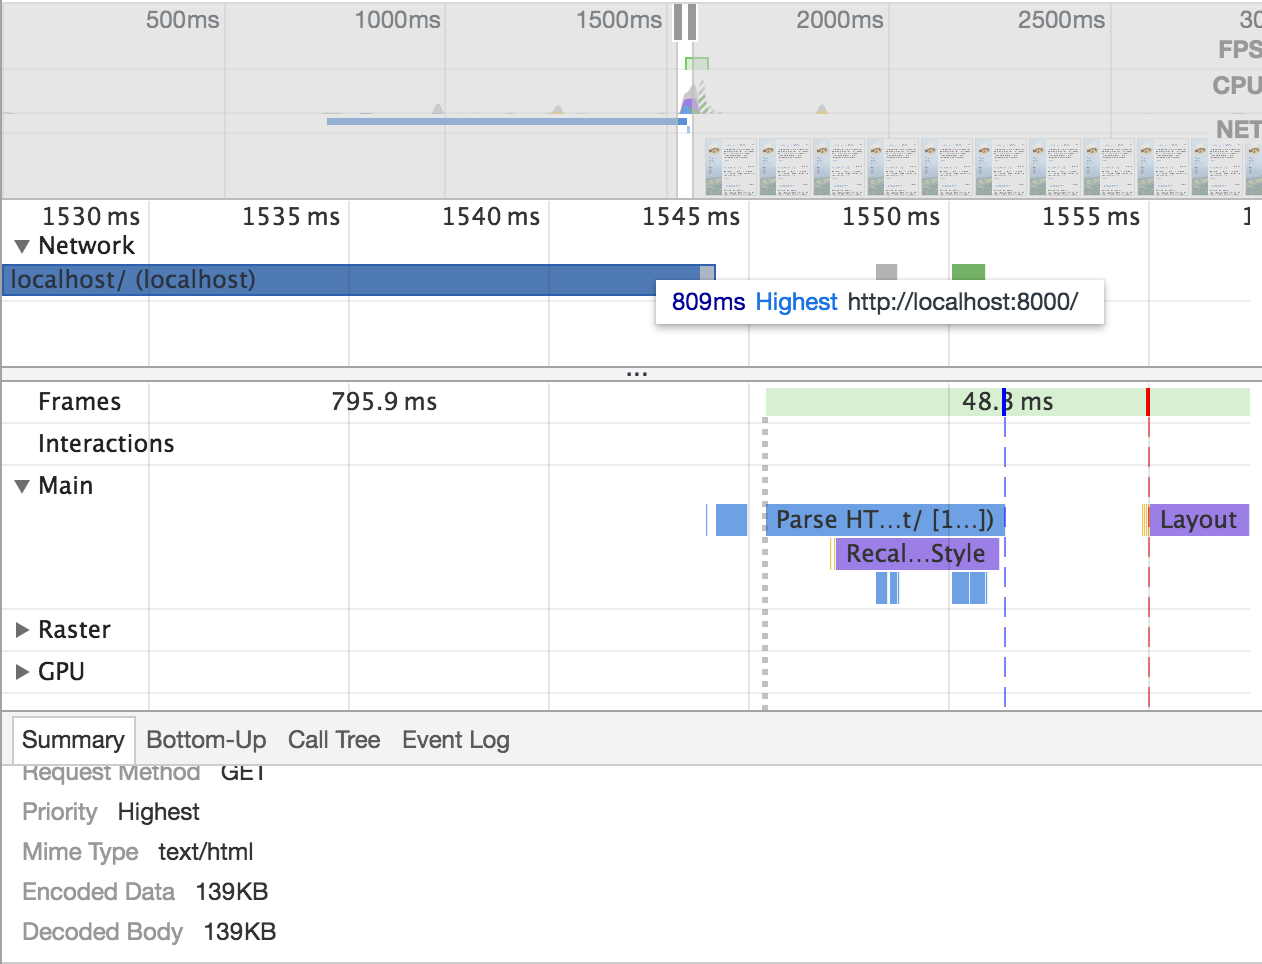 500ms 1000ms 1500ms 2000ms 2500ms 30
FPS
CPU
NET
1530 ms 1535 ms 1540 ms 1545 ms 1550 ms 1555 ms 1
Network
localhost/ (localhost)
809ms Highest http://localhost:8000/
...
Frames 795.9 ms 48.3 ms
Interactions
Main
Parse HT...t/ [1...])
Layout
Recal...Style
Raster
GPU
Summary Bottom-Up Call Tree Event Log
Request Method GET
Priority Highest
Mime Type text/html
Encoded Data 139KB
Decoded Body 139KB